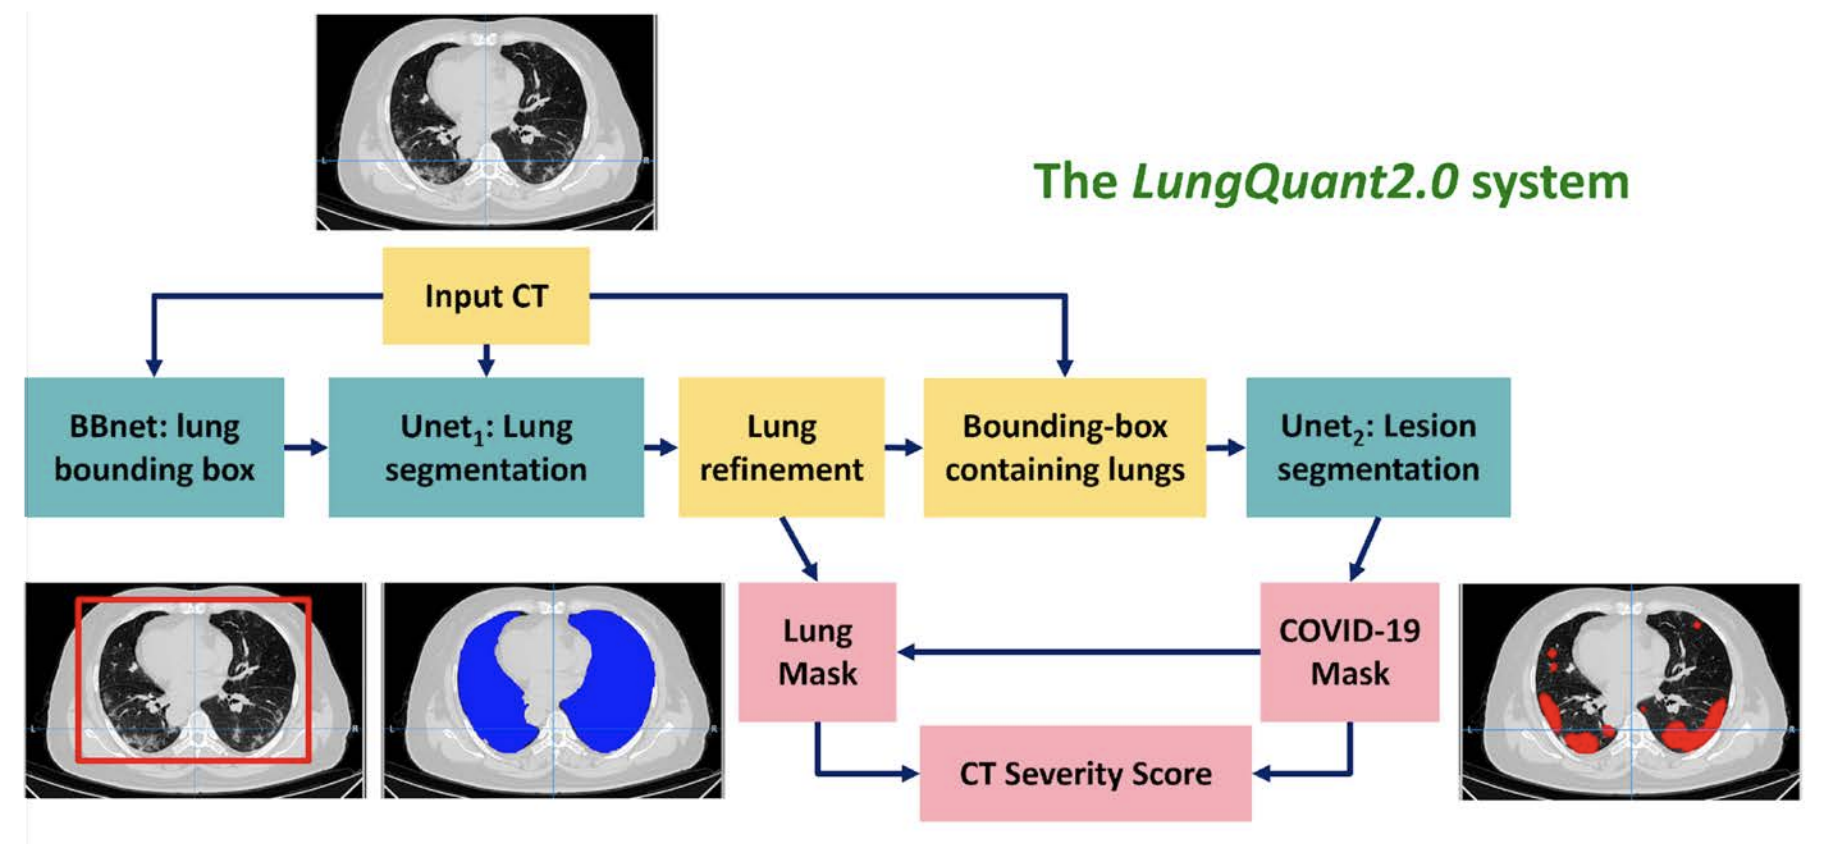 The LungQuant2.0 system
Input CT
BBnet: lung
bounding box
Unet₁: Lung
segmentation
Lung
refinement
Bounding-box
containing lungs
Unet₂: Lesion
segmentation
Lung
Mask
COVID-19
Mask
CT Severity Score
L
R
L
R
L
R
L
R